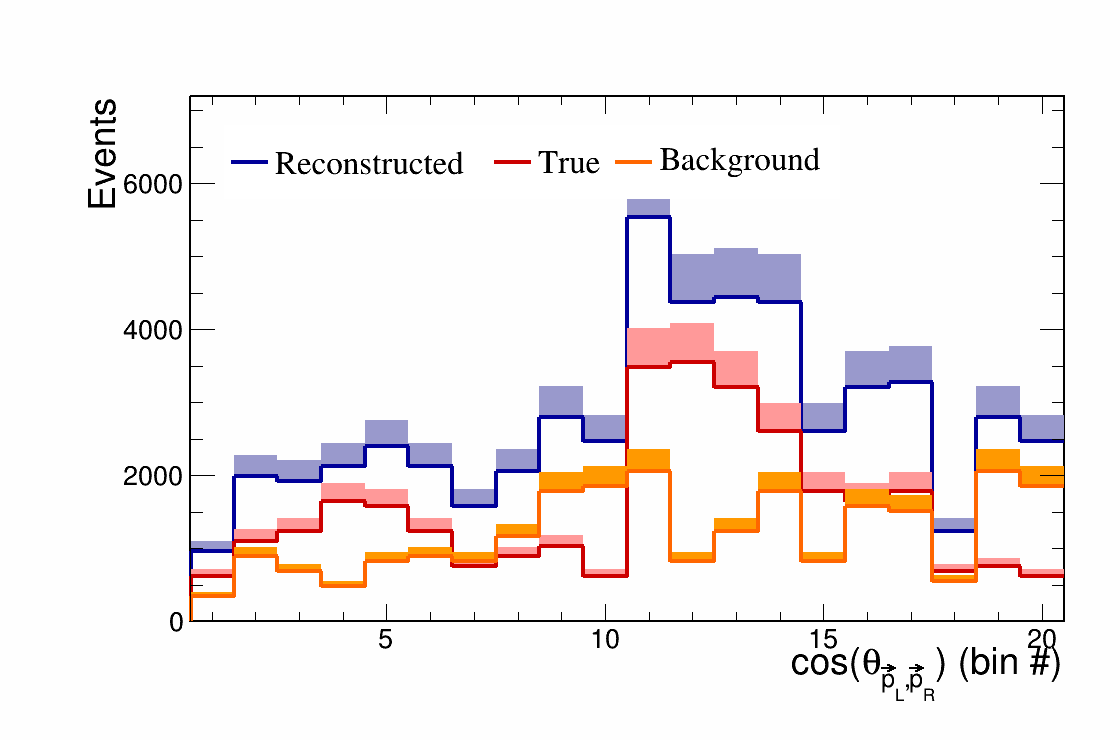 Events
Reconstructed True Background
6000
4000
2000
0
5 10 15 20
cos(θp⃗L,p⃗R) (bin #)